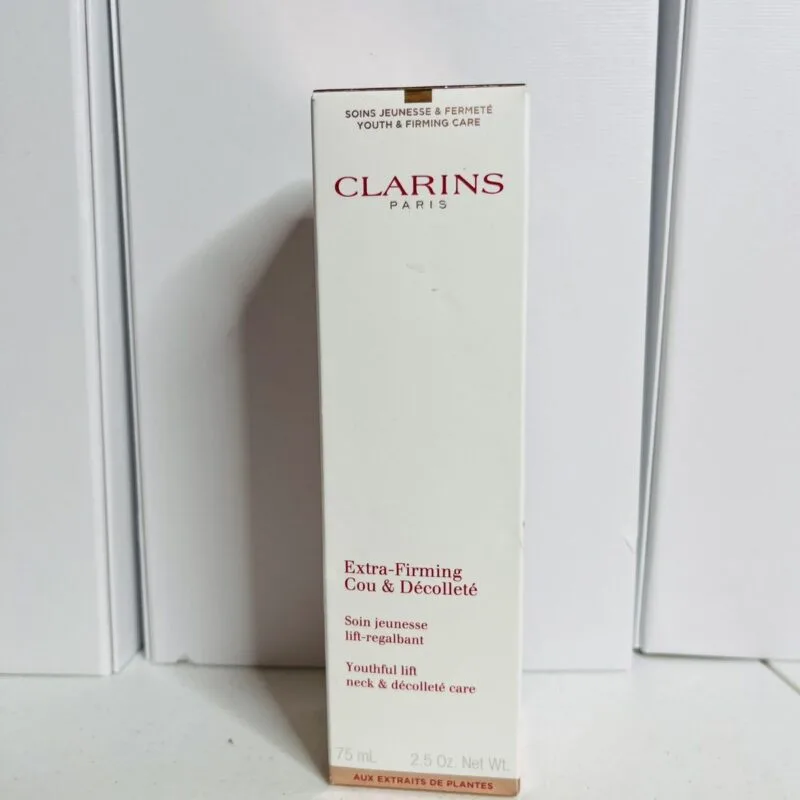 SOINS JEUNESSE & FERMETÉ
YOUTH & FIRMING CARE
CLARINS
PARIS
Extra-Firming
Cou & Décolleté
Soin jeunesse
lift-regalbant
Youthful lift
neck & décolleté care
75 mL 2.5 Oz. Net Wt.
AUX EXTRAITS DE PLANTES